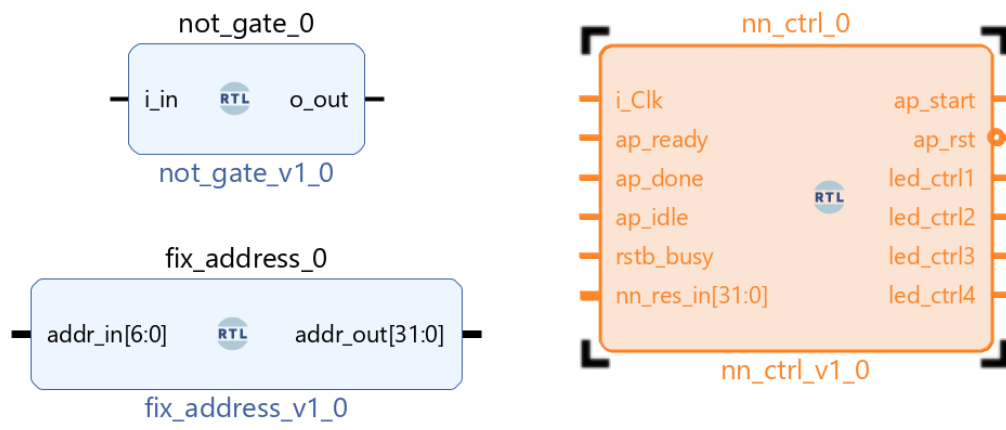 not_gate_0
i_in
RTL
o_out
not_gate_v1_0
fix_address_0
addr_in[6:0]
RTL
addr_out[31:0]
fix_address_v1_0
nn_ctrl_0
i_Clk
ap_start
ap_ready
ap_rst
ap_done
led_ctrl1
RTL
ap_idle
led_ctrl2
rstb_busy
led_ctrl3
nn_res_in[31:0]
led_ctrl4
nn_ctrl_v1_0